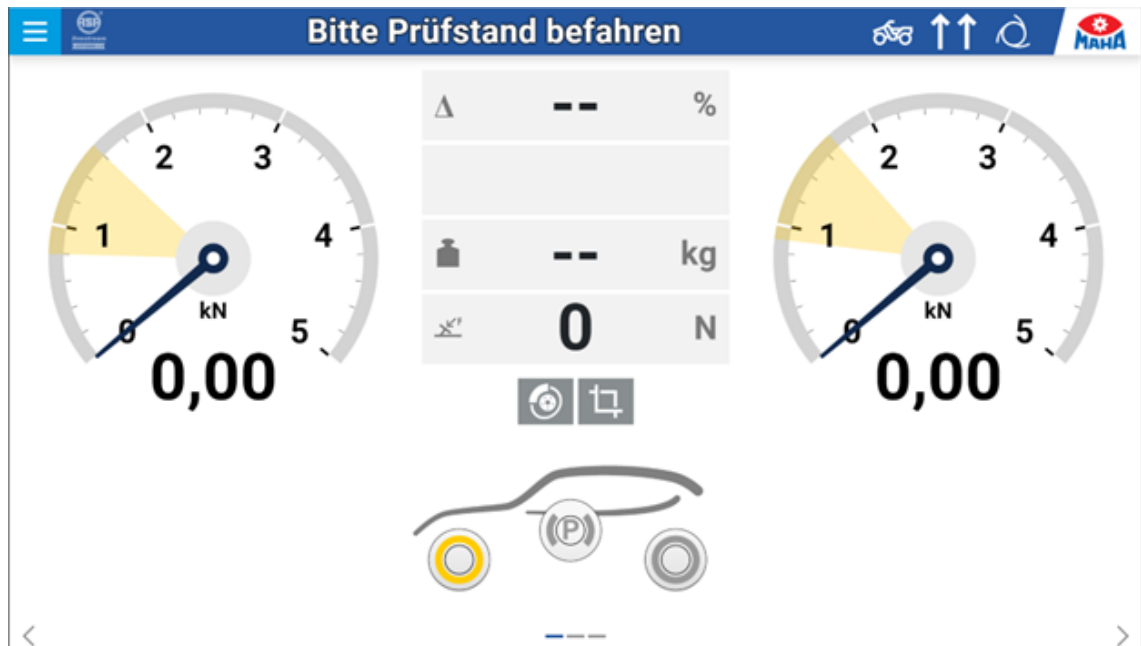 RSF
Bitte Prüfstand befahren
MAHA
Δ -- %
-- kg
F 0 N
0 1 2 3 4 5
kN
0,00
0 1 2 3 4 5
kN
0,00
P